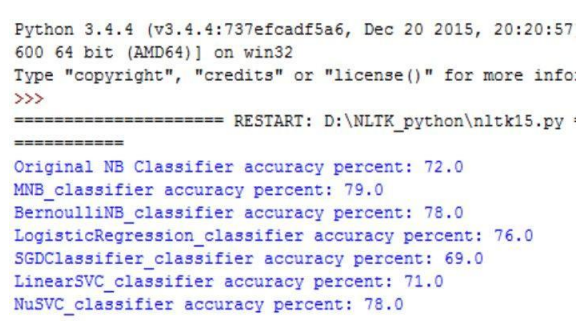 Python 3.4.4 (v3.4.4:737efcadf5a6, Dec 20 2015, 20:20:57
600 64 bit (AMD64)] on win32
Type "copyright", "credits" or "license()" for more info
>>>
===================== RESTART: D:\NLTK_python\nltk15.py =
===========
Original NB Classifier accuracy percent: 72.0
MNB_classifier accuracy percent: 79.0
BernoulliNB_classifier accuracy percent: 78.0
LogisticRegression_classifier accuracy percent: 76.0
SGDClassifier_classifier accuracy percent: 69.0
LinearSVC_classifier accuracy percent: 71.0
NuSVC_classifier accuracy percent: 78.0